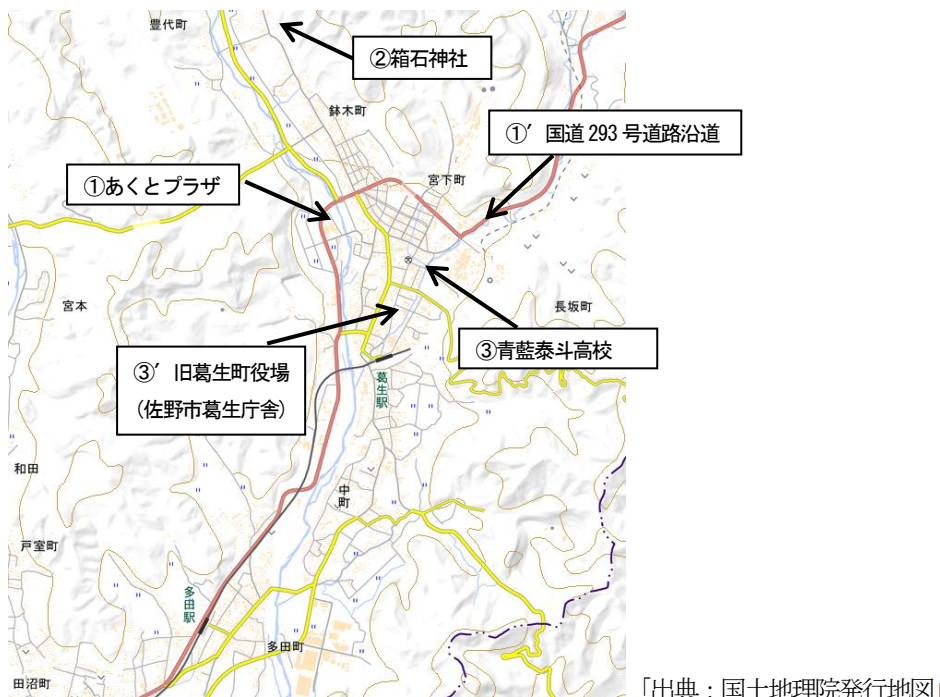 豊代町
②箱石神社
鉢木町
①′国道 293 号道路沿道
①あくとプラザ
宮下町
宮本
長坂町
③青藍泰斗高校
③′旧葛生町役場
（佐野市葛生庁舎）
葛生駅
和田
中町
戸室町
多田駅
多田町
田沼町
「出典：国土地理院発行地図